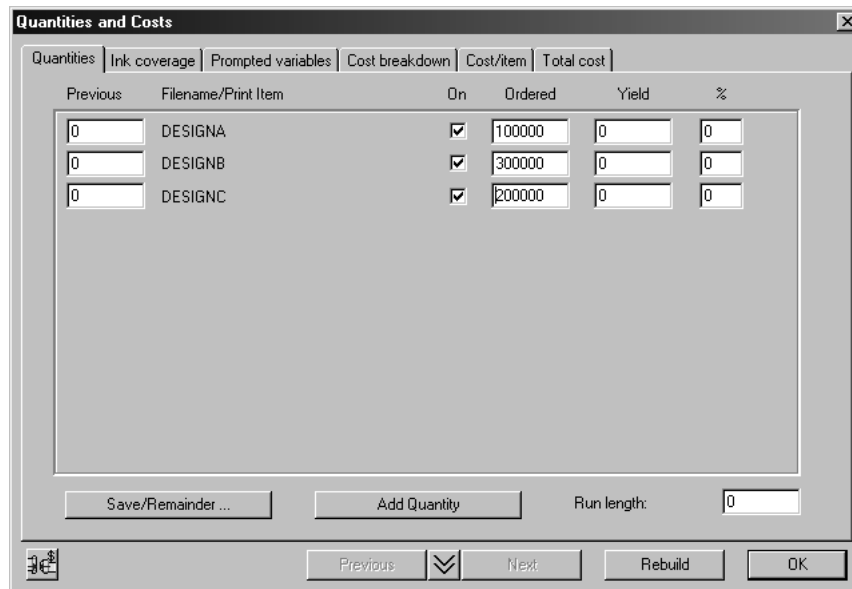 Quantities and Costs
Quantities Ink coverage Prompted variables Cost breakdown Cost/item Total cost
Previous Filename/Print Item On Ordered Yield %
0 DESIGNA 100000 0 0
0 DESIGNB 300000 0 0
0 DESIGNC 200000 0 0
Save/Remainder ... Add Quantity Run length: 0
Previous Next Rebuild OK